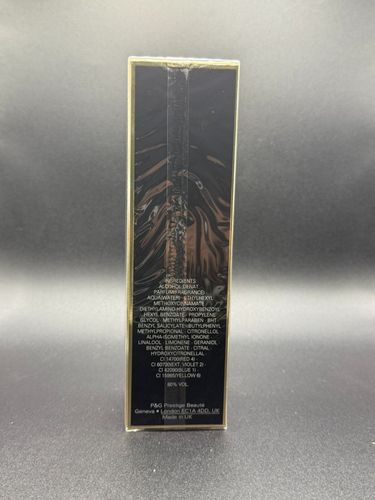 INGREDIENTS
ALCOHOL DENAT
PARFUM(FRAGRANCE)
AQUA(WATER) · ETHYLHEXYL
METHOXYCINNAMATE
DIETHYLAMINO HYDROXYBENZOYL
HEXYL BENZOATE · PROPYLENE
GLYCOL · METHYLPARABEN · BHT
BENZYL SALICYLATE · BUTYLPHENYL
METHYLPROPIONAL · CITRONELLOL
ALPHA-ISOMETHYL IONONE
LINALOOL · LIMONENE · GERANIOL
BENZYL BENZOATE · CITRAL
HYDROXYCITRONELLAL ·
CI 14700(RED 4) ·
CI 60730(EXT. VIOLET 2) ·
CI 42090(BLUE 1) ·
CI 15985(YELLOW 6)
80% VOL.
P&G Prestige Beauté
Geneva • London EC1A 4DD, UK
Made in UK